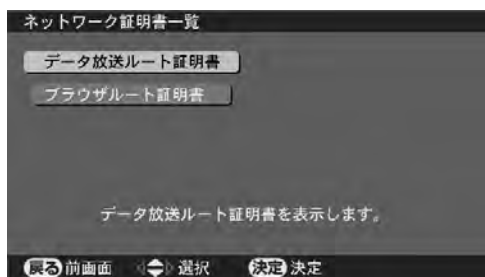 ネットワーク証明書一覧
データ放送ルート証明書
ブラウザルート証明書
データ放送ルート証明書を表示します。
戻る 前画面 選択 決定 決定